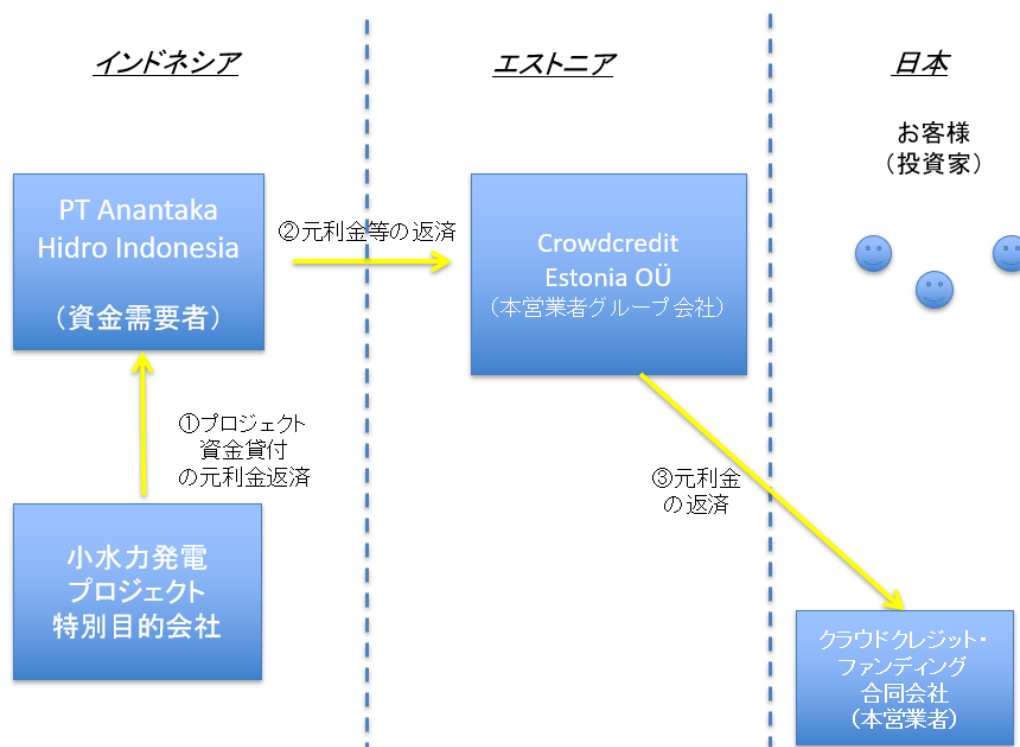 インドネシア
エストニア
日本
お客様
（投資家）
PT Anantaka
Hidro Indonesia
（資金需要者）
②元利金等の返済
Crowdcredit
Estonia OÜ
（本営業者グループ会社）
①プロジェクト
資金貸付
の元利金返済
③元利金
の返済
小水力発電
プロジェクト
特別目的会社
クラウドクレジット・
ファンディング
合同会社
（本営業者）